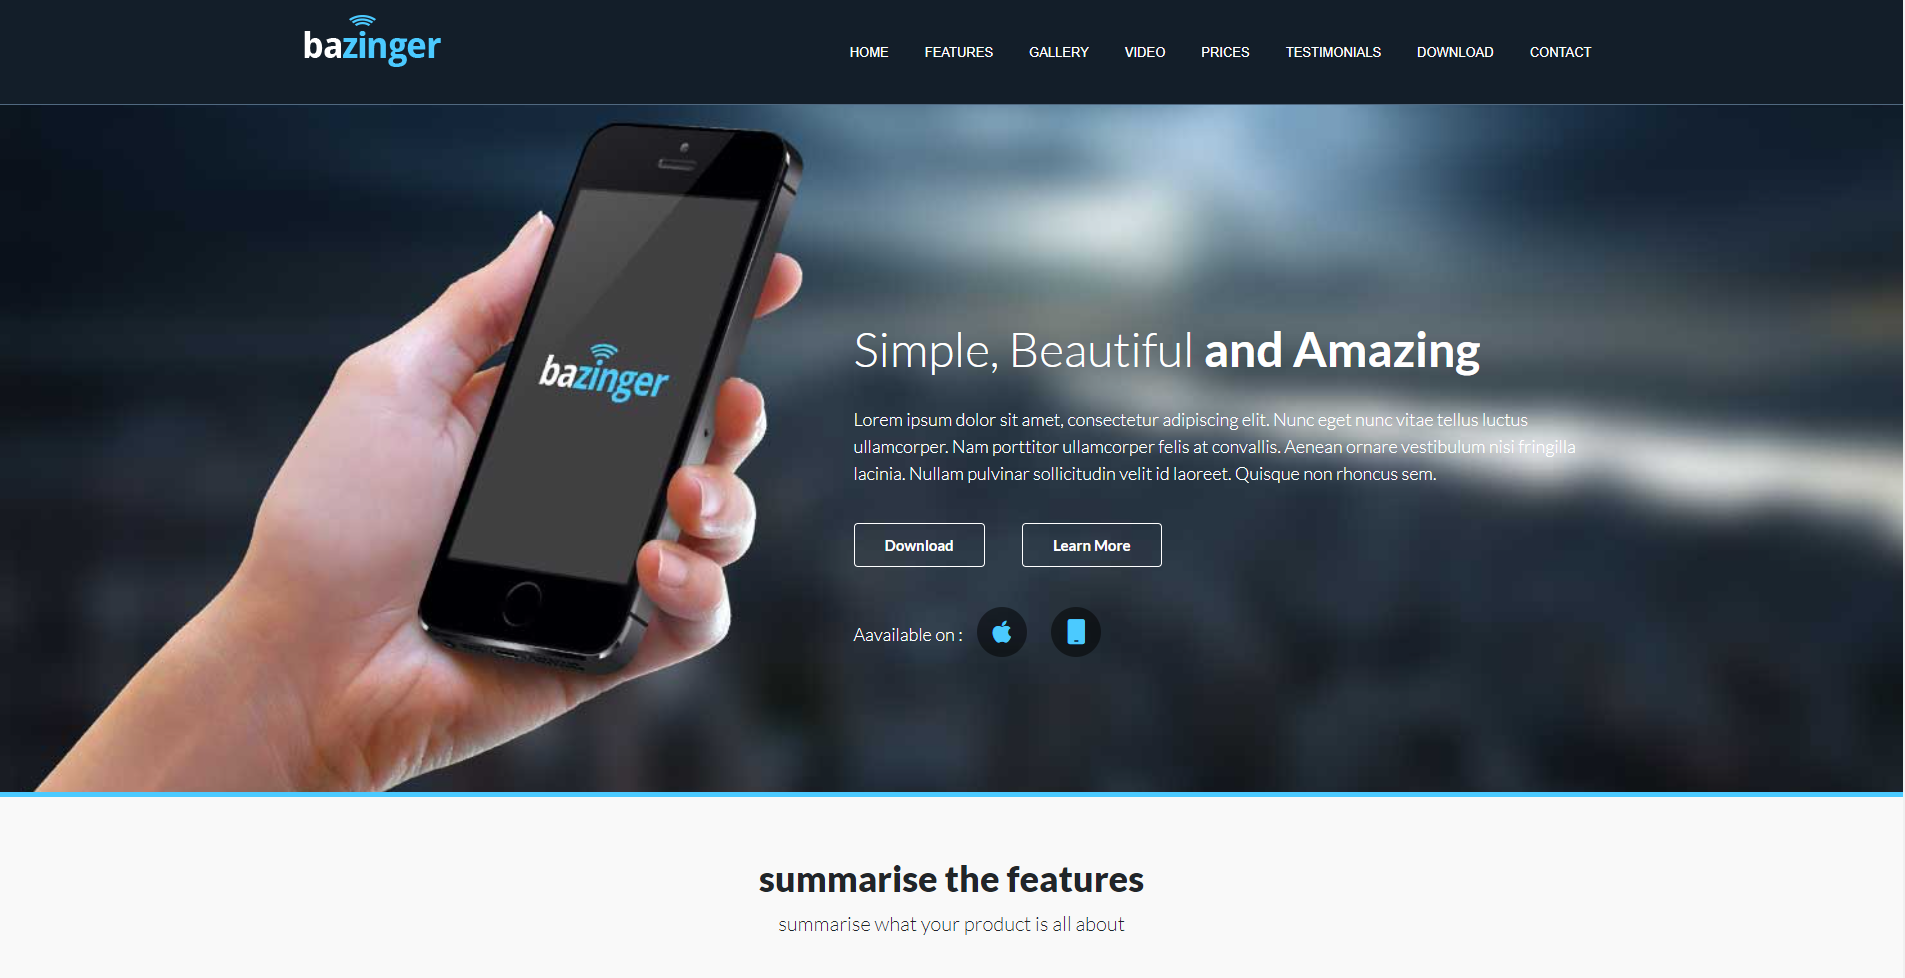 bazinger
HOME FEATURES GALLERY VIDEO PRICES TESTIMONIALS DOWNLOAD CONTACT
bazinger
Simple, Beautiful and Amazing
Lorem ipsum dolor sit amet, consectetur adipiscing elit. Nunc eget nunc vitae tellus luctus
ullamcorper. Nam porttitor ullamcorper felis at convallis. Aenean ornare vestibulum nisi fringilla
lacinia. Nullam pulvinar sollicitudin velit id laoreet. Quisque non rhoncus sem.
Download Learn More
Aavailable on :
summarise the features
summarise what your product is all about